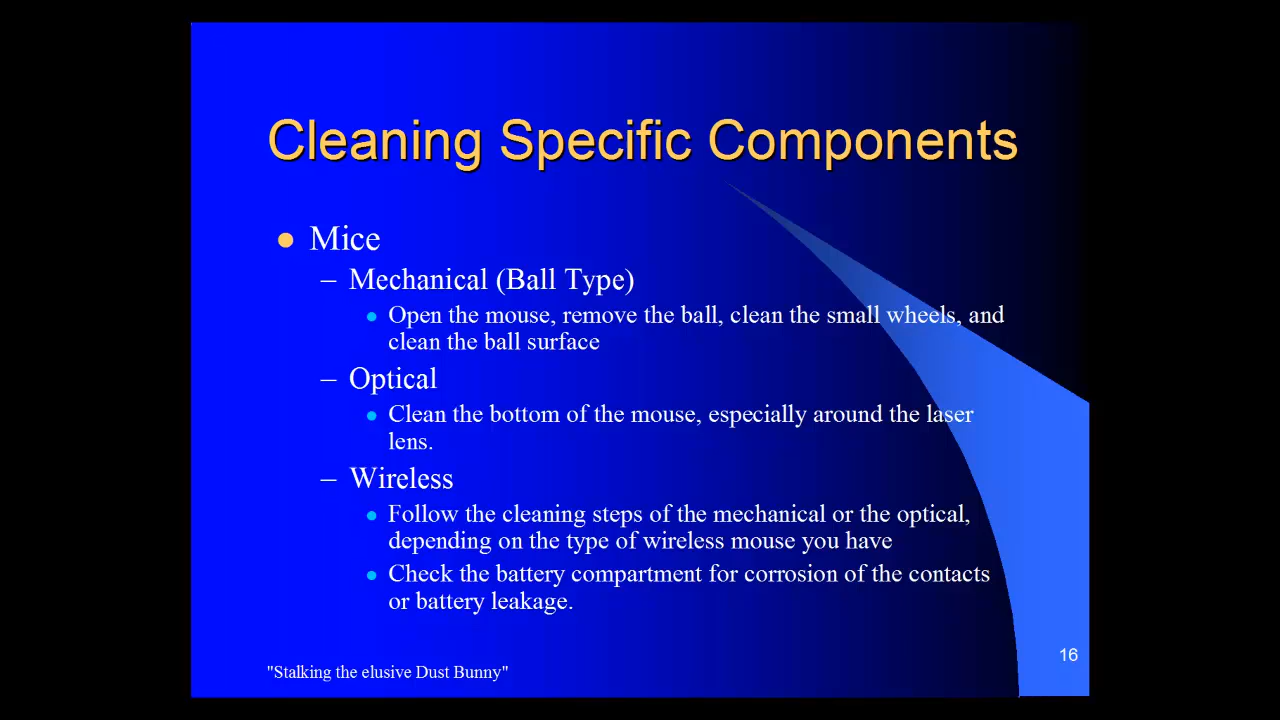 Cleaning Specific Components
Mice
– Mechanical (Ball Type)
Open the mouse, remove the ball, clean the small wheels, and
clean the ball surface
– Optical
Clean the bottom of the mouse, especially around the laser
lens.
– Wireless
Follow the cleaning steps of the mechanical or the optical,
depending on the type of wireless mouse you have
Check the battery compartment for corrosion of the contacts
or battery leakage.
"Stalking the elusive Dust Bunny"
16